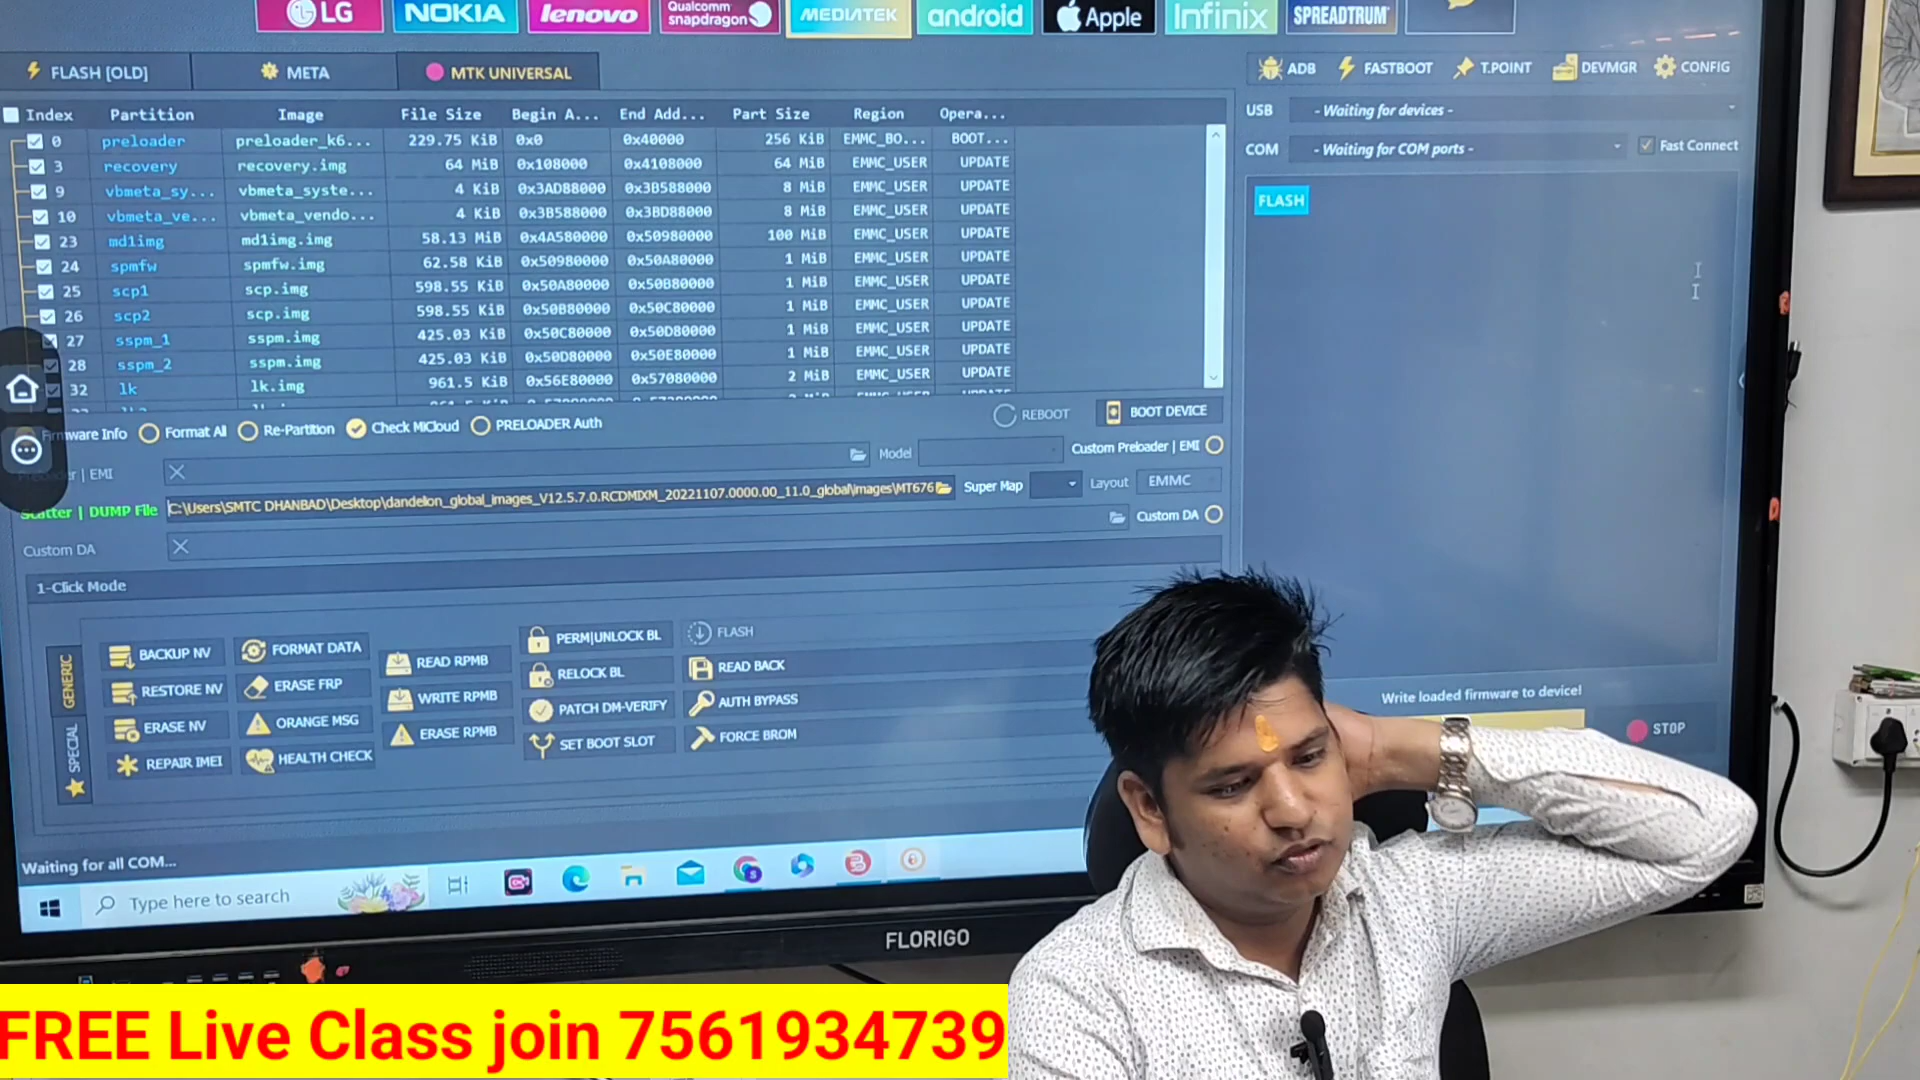 LG NOKIA lenovo Qualcomm snapdragon MEDIATEK android Apple Infinix SPREADTRUM
FLASH [OLD] META MTK UNIVERSAL
ADB FASTBOOT T.POINT DEVMGR CONFIG
USB - Waiting for devices -
COM - Waiting for COM ports - Fast Connect
FLASH
Index Partition Image File Size Begin A... End Add... Part Size Region Opera...
0 preloader preloader_k6... 229.75 KiB 0x0 0x40000 256 KiB EMMC_BO... BOOT...
3 recovery recovery.img 64 MiB 0x108000 0x4108000 64 MiB EMMC_USER UPDATE
9 vbmeta_sy... vbmeta_syste... 4 KiB 0x3AD88000 0x3B588000 8 MiB EMMC_USER UPDATE
10 vbmeta_ve... vbmeta_vendo... 4 KiB 0x3B588000 0x3BD88000 8 MiB EMMC_USER UPDATE
23 md1img md1img.img 58.13 MiB 0x4A580000 0x50980000 100 MiB EMMC_USER UPDATE
24 spmfw spmfw.img 62.58 KiB 0x50980000 0x50A80000 1 MiB EMMC_USER UPDATE
25 scp1 scp.img 598.55 KiB 0x50A80000 0x50B80000 1 MiB EMMC_USER UPDATE
26 scp2 scp.img 598.55 KiB 0x50B80000 0x50C80000 1 MiB EMMC_USER UPDATE
27 sspm_1 sspm.img 425.03 KiB 0x50C80000 0x50D80000 1 MiB EMMC_USER UPDATE
28 sspm_2 sspm.img 425.03 KiB 0x50D80000 0x50E80000 1 MiB EMMC_USER UPDATE
32 lk lk.img 961.5 KiB 0x56E80000 0x57080000 2 MiB EMMC_USER UPDATE
Info Format All Re-Partition Check MiCloud PRELOADER Auth REBOOT BOOT DEVICE
| EMI Model Custom Preloader | EMI
| DUMP File C:\Users\SMTC DHANBAD\Desktop\dandelion_global_images_V12.5.7.0.RCDMIXM_20221107.0000.00_11.0_global\images\MT676 Super Map Layout EMMC
Custom DA
Custom DA
1-Click Mode
GENERIC
SPECIAL
BACKUP NV FORMAT DATA READ RPMB PERM|UNLOCK BL FLASH
RESTORE NV ERASE FRP WRITE RPMB RELOCK BL READ BACK
ERASE NV ORANGE MSG ERASE RPMB PATCH DM-VERIFY AUTH BYPASS
REPAIR IMEI HEALTH CHECK SET BOOT SLOT FORCE BROM
Write loaded firmware to device!
STOP
Waiting for all COM...
Type here to search
FLORIGO
FREE Live Class join 7561934739